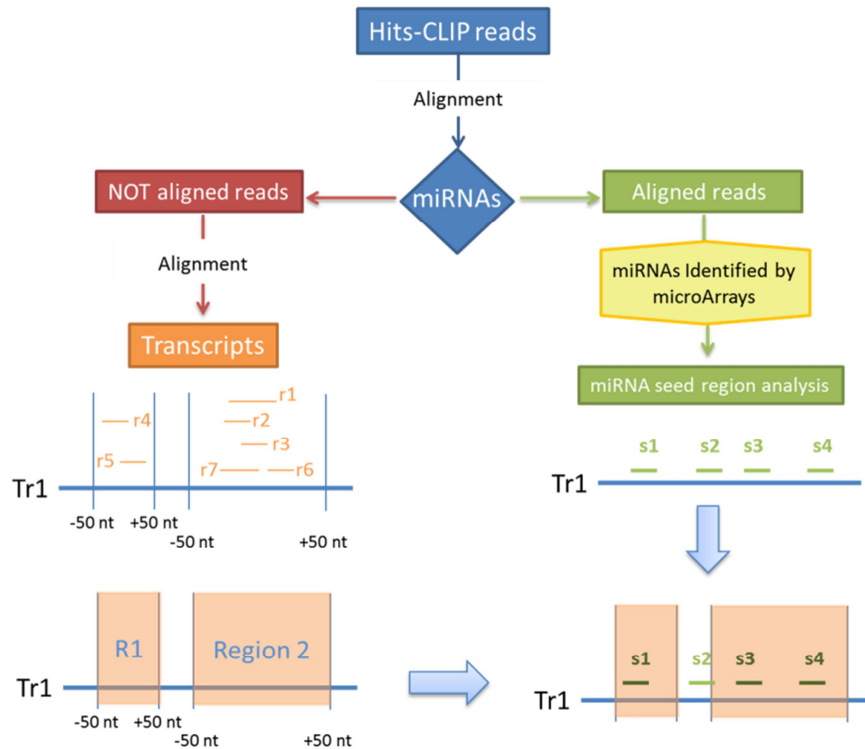 Hits-CLIP reads
Alignment
NOT aligned reads
miRNAs
Aligned reads
Alignment
miRNAs Identified by
microArrays
Transcripts
miRNA seed region analysis
r1
r4
r2
r3
r5
r7
r6
Tr1
-50 nt
+50 nt
-50 nt
+50 nt
s1
s2
s3
s4
Tr1
R1
Region 2
Tr1
-50 nt
+50 nt
-50 nt
+50 nt
s1
s2
s3
s4
Tr1